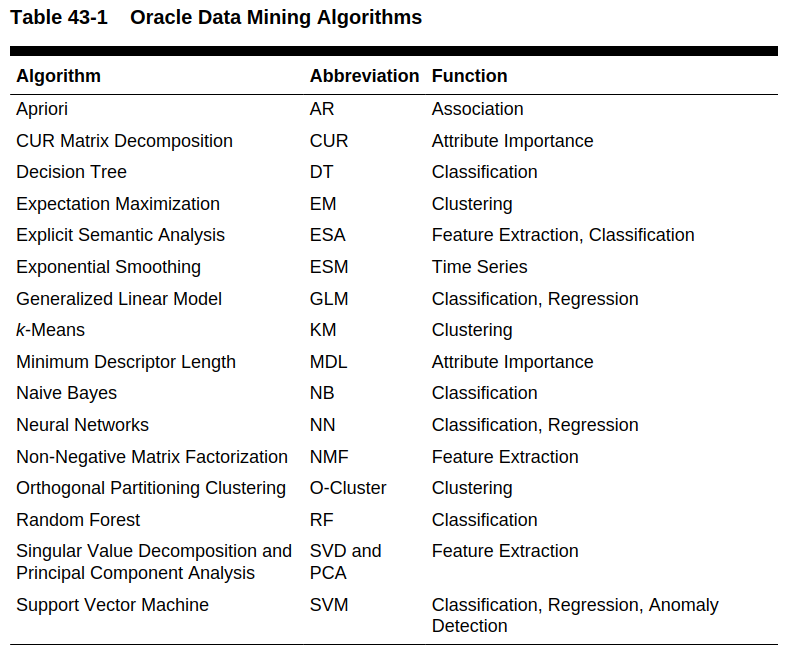 Table 43-1 Oracle Data Mining Algorithms
Algorithm Abbreviation Function
Apriori AR Association
CUR Matrix Decomposition CUR Attribute Importance
Decision Tree DT Classification
Expectation Maximization EM Clustering
Explicit Semantic Analysis ESA Feature Extraction, Classification
Exponential Smoothing ESM Time Series
Generalized Linear Model GLM Classification, Regression
k-Means KM Clustering
Minimum Descriptor Length MDL Attribute Importance
Naive Bayes NB Classification
Neural Networks NN Classification, Regression
Non-Negative Matrix Factorization NMF Feature Extraction
Orthogonal Partitioning Clustering O-Cluster Clustering
Random Forest RF Classification
Singular Value Decomposition and SVD and Feature Extraction
Principal Component Analysis PCA
Support Vector Machine SVM Classification, Regression, Anomaly
Detection